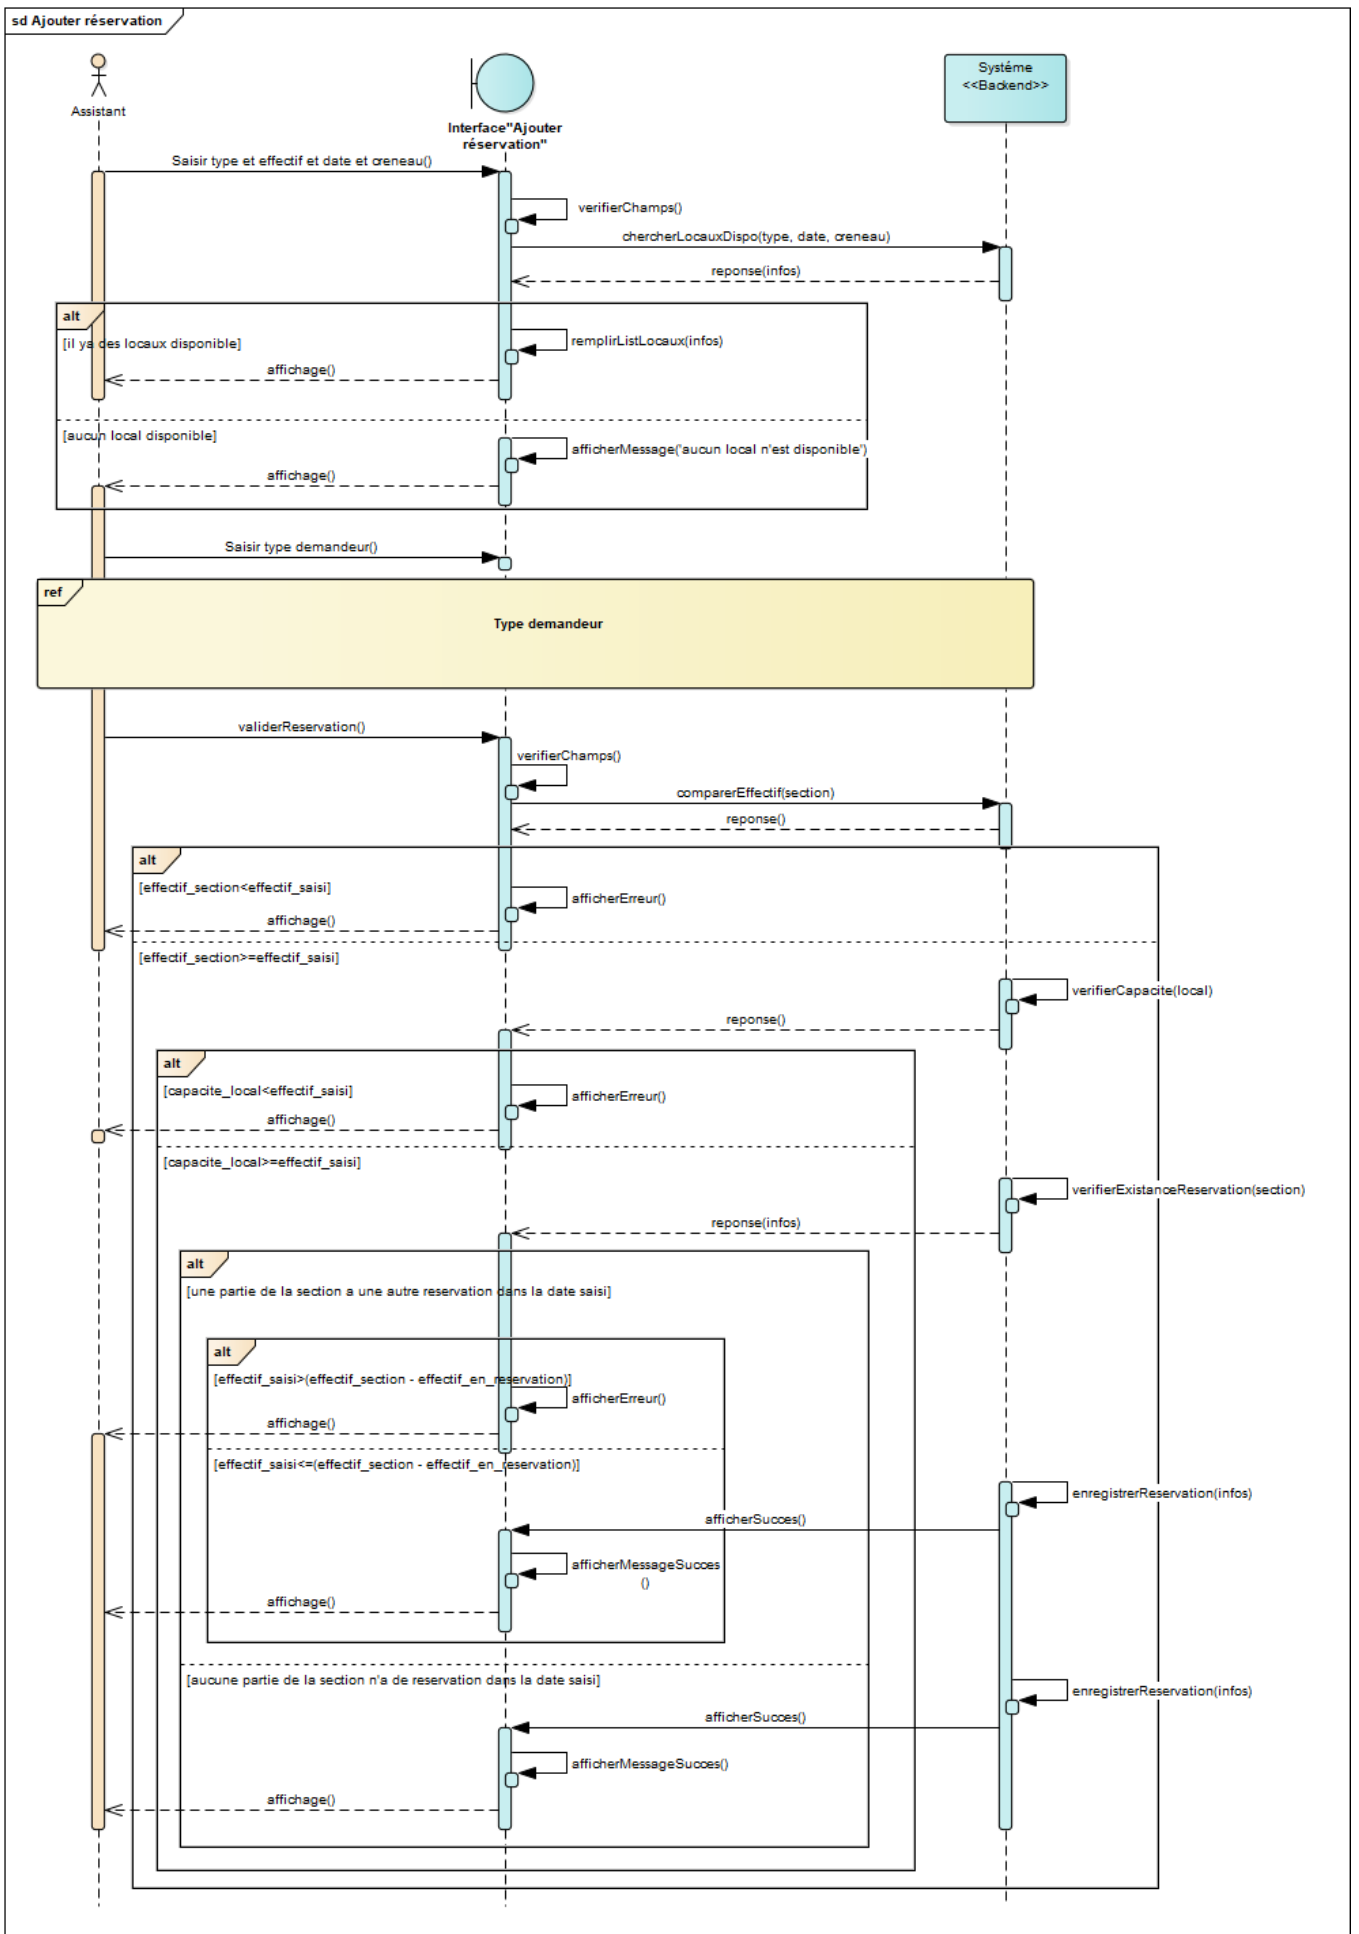 sd Ajouter réservation
Assistant
Interface"Ajouter
réservation"
Systéme
<<Backend>>
Saisir type et effectif et date et creneau()
verifierChamps()
chercherLocauxDispo(type, date, creneau)
reponse(infos)
alt
[il ya des locaux disponible]
remplirListLocaux(infos)
affichage()
[aucun local disponible]
afficherMessage('aucun local n'est disponible')
affichage()
Saisir type demandeur()
ref
Type demandeur
validerReservation()
verifierChamps()
comparerEffectif(section)
reponse()
alt
[effectif_section<effectif_saisi]
afficherErreur()
affichage()
[effectif_section>=effectif_saisi]
verifierCapacite(local)
reponse()
alt
[capacite_local<effectif_saisi]
afficherErreur()
affichage()
[capacite_local>=effectif_saisi]
verifierExistanceReservation(section)
reponse(infos)
alt
[une partie de la section a une autre reservation dans la date saisi]
alt
[effectif_saisi>(effectif_section - effectif_en_reservation)]
afficherErreur()
affichage()
[effectif_saisi<=(effectif_section - effectif_en_reservation)]
enregistrerReservation(infos)
afficherSucces()
afficherMessageSucces
()
affichage()
[aucune partie de la section n'a de reservation dans la date saisi]
enregistrerReservation(infos)
afficherSucces()
afficherMessageSucces()
affichage()